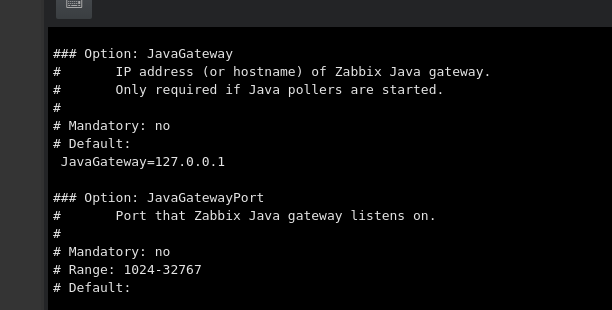 ### Option: JavaGateway
#       IP address (or hostname) of Zabbix Java gateway.
#       Only required if Java pollers are started.
#
# Mandatory: no
# Default:
 JavaGateway=127.0.0.1

### Option: JavaGatewayPort
#       Port that Zabbix Java gateway listens on.
#
# Mandatory: no
# Range: 1024-32767
# Default: